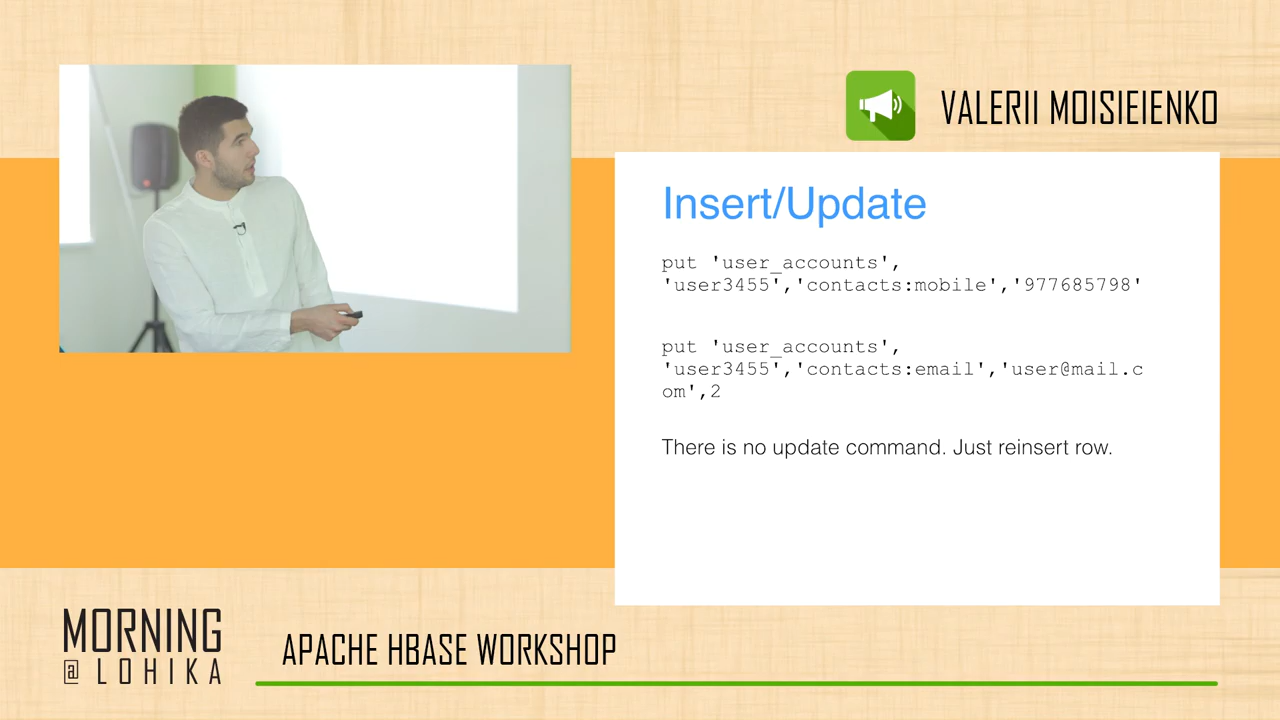 VALERII MOISIEIENKO
Insert/Update
put 'user_accounts',
'user3455','contacts:mobile','977685798'
put 'user_accounts',
'user3455','contacts:email','user@mail.c
om',2
There is no update command. Just reinsert row.
MORNING
@ LOHIKA
APACHE HBASE WORKSHOP